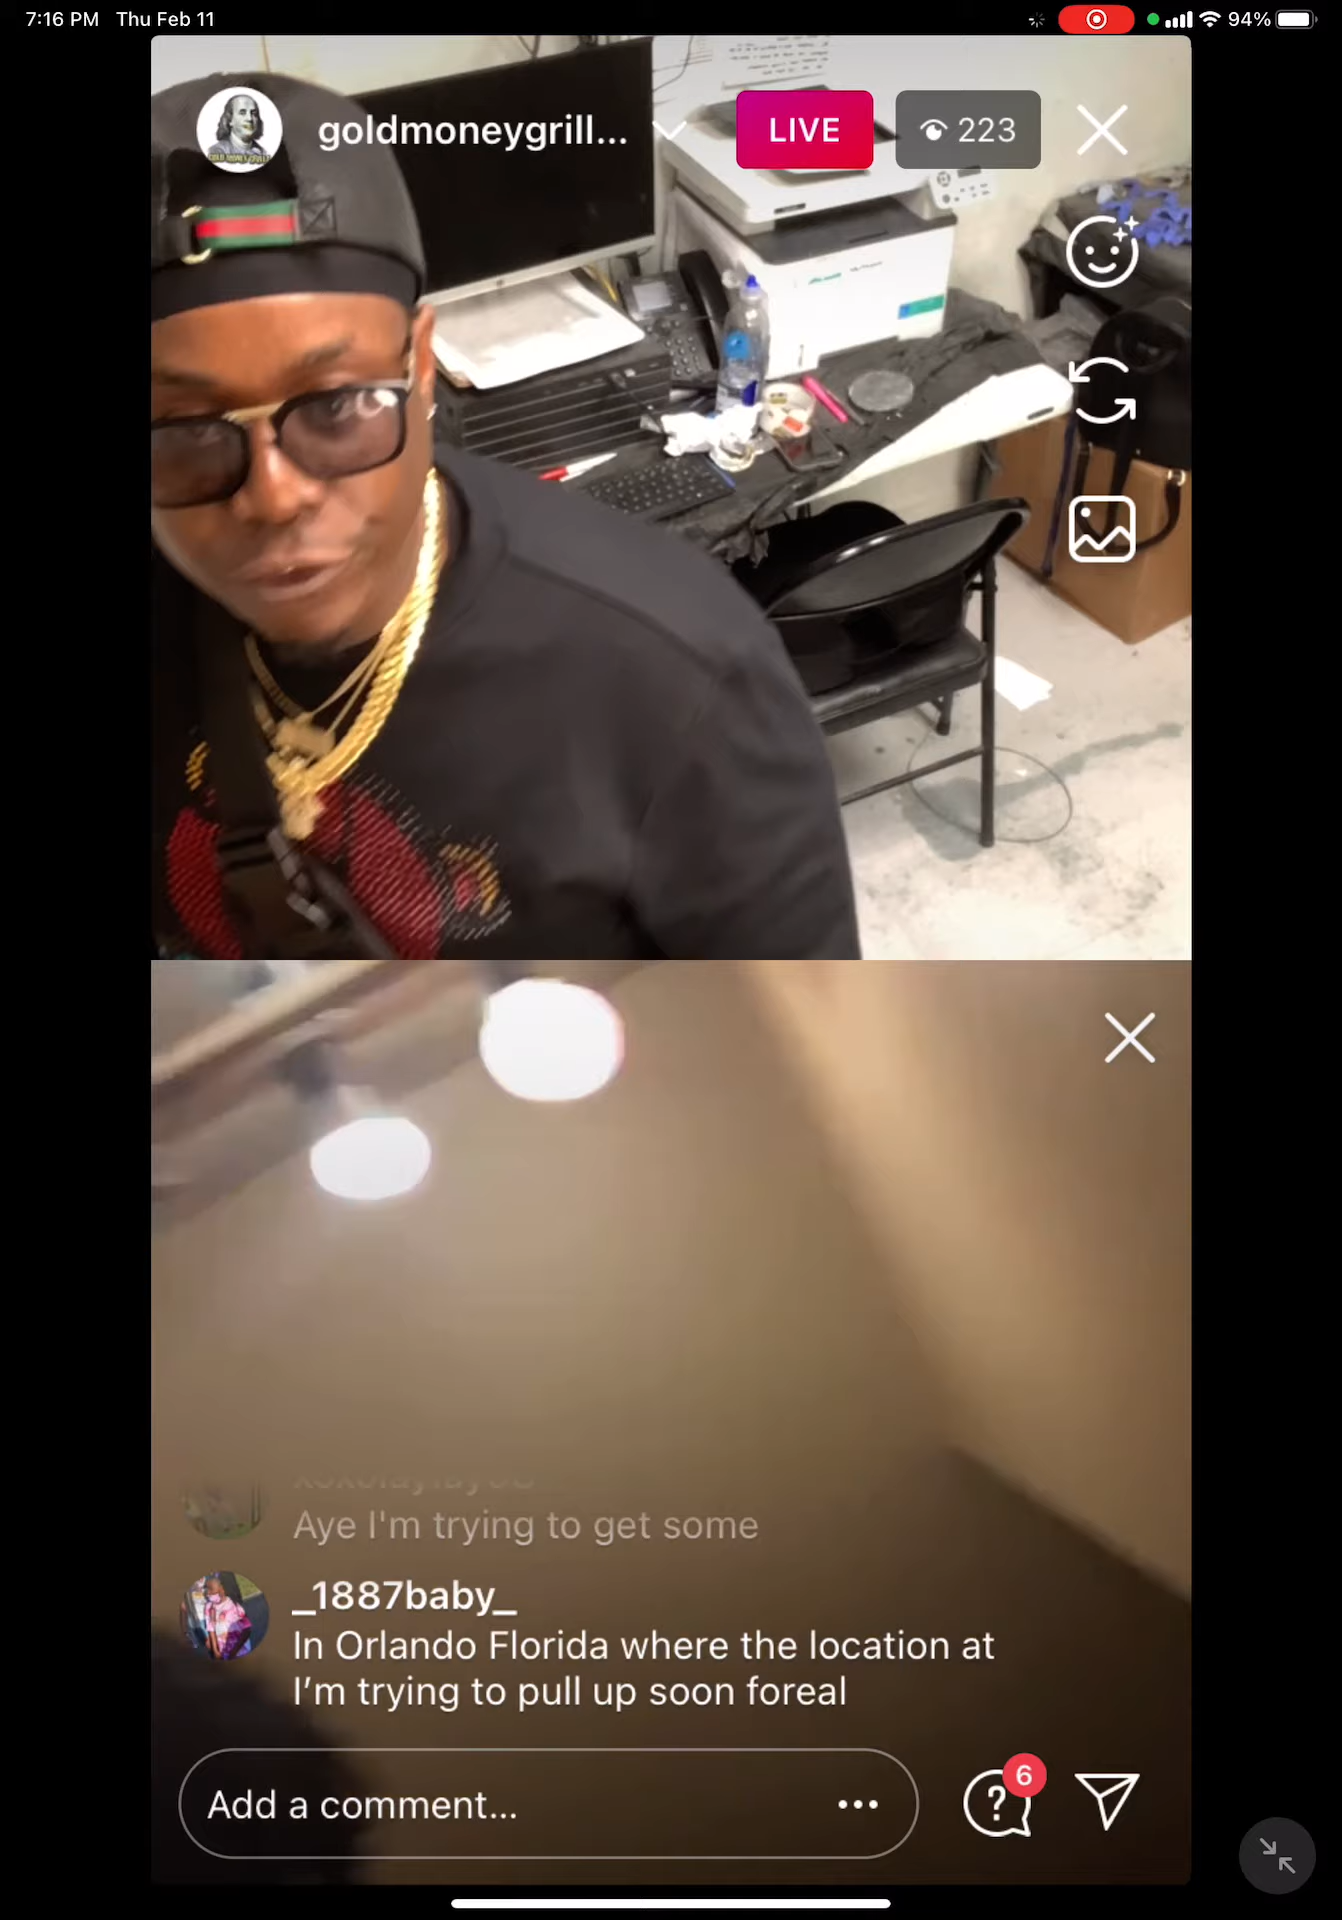 7:16 PM Thu Feb 11
94%
goldmoneygrill...
LIVE
223
Aye I'm trying to get some
_1887baby_
In Orlando Florida where the location at
I'm trying to pull up soon foreal
Add a comment...
6